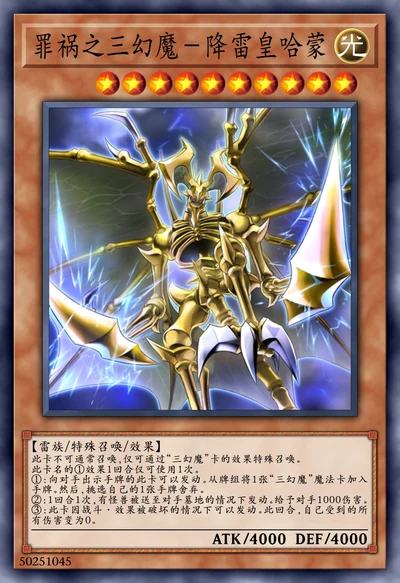 罪祸之三幻魔－降雷皇哈蒙
光
【雷族/特殊召唤/效果】
此卡不可通常召唤,仅可通过“三幻魔”卡的效果特殊召唤。
此卡名的①效果1回合仅可使用1次。
①:向对手出示手牌的此卡可以发动。从牌组将1张“三幻魔”魔法卡加入
手牌。然后,挑选自己的1张手牌舍弃。
②:1回合1次,有怪兽被送至对手墓地的情况下发动。给予对手1000伤害。
③:此卡因战斗·效果被破坏的情况下可以发动。此回合,自己受到的所
有伤害变为0。
ATK/4000 DEF/4000
50251045